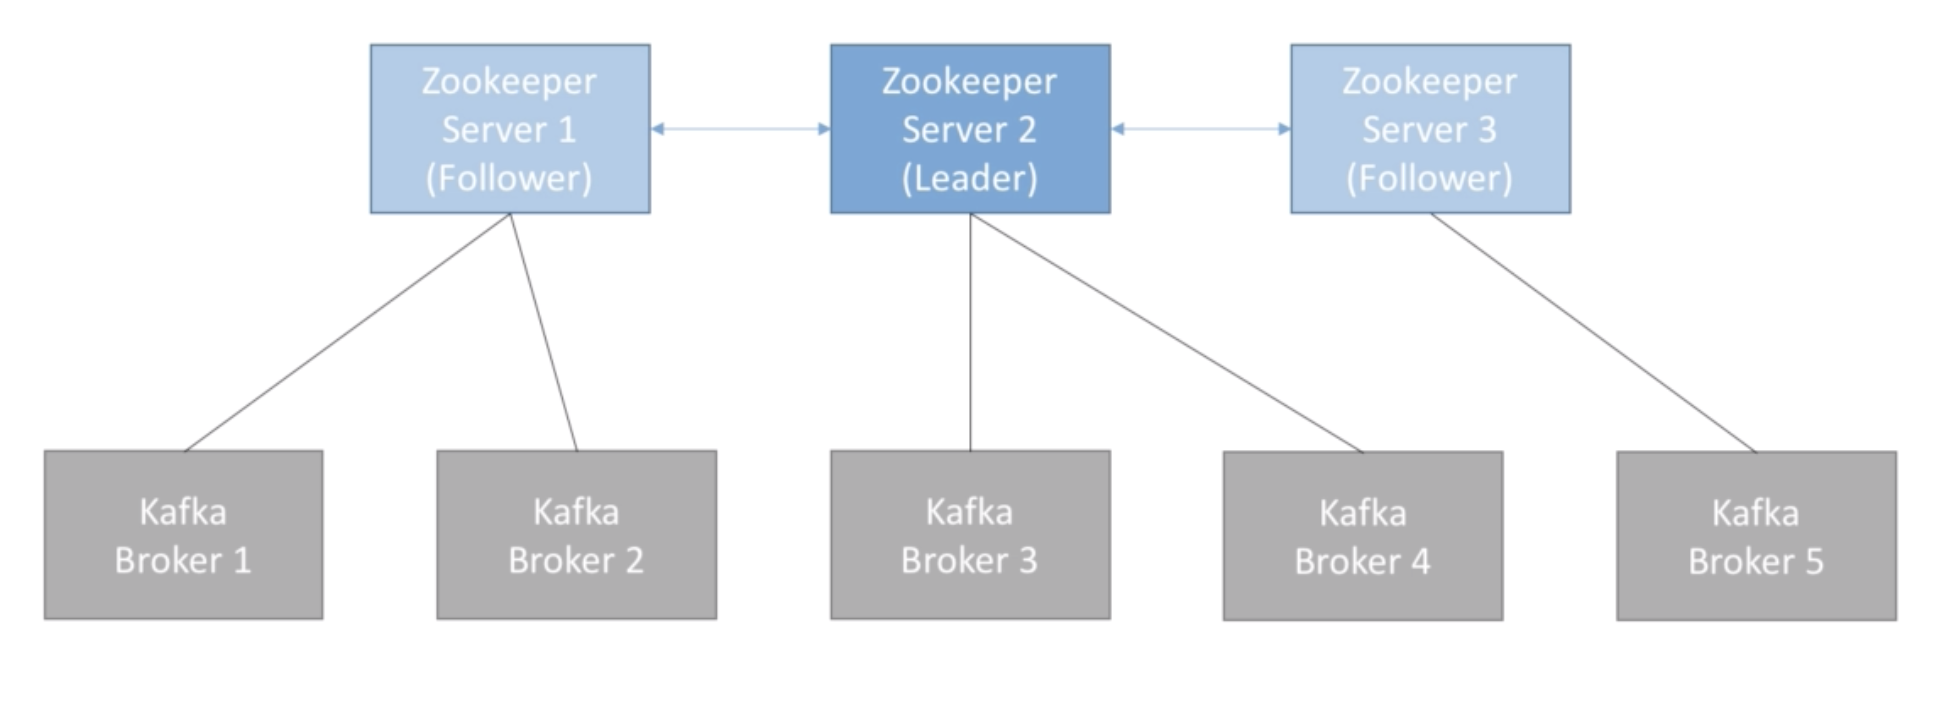 Zookeeper
Server 1
(Follower)
Zookeeper
Server 2
(Leader)
Zookeeper
Server 3
(Follower)
Kafka
Broker 1
Kafka
Broker 2
Kafka
Broker 3
Kafka
Broker 4
Kafka
Broker 5